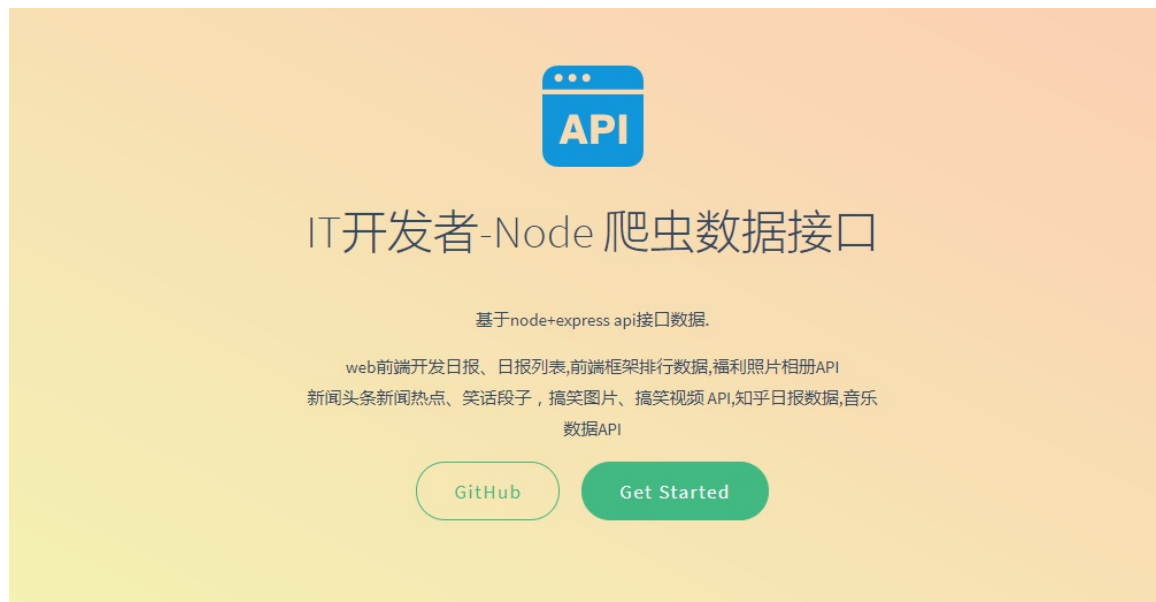 API
IT开发者-Node 爬虫数据接口
基于node+express api接口数据.
web前端开发日报、日报列表,前端框架排行数据,福利照片相册API
新闻头条新闻热点、笑话段子，搞笑图片、搞笑视频 API,知乎日报数据,音乐
数据API
GitHub
Get Started